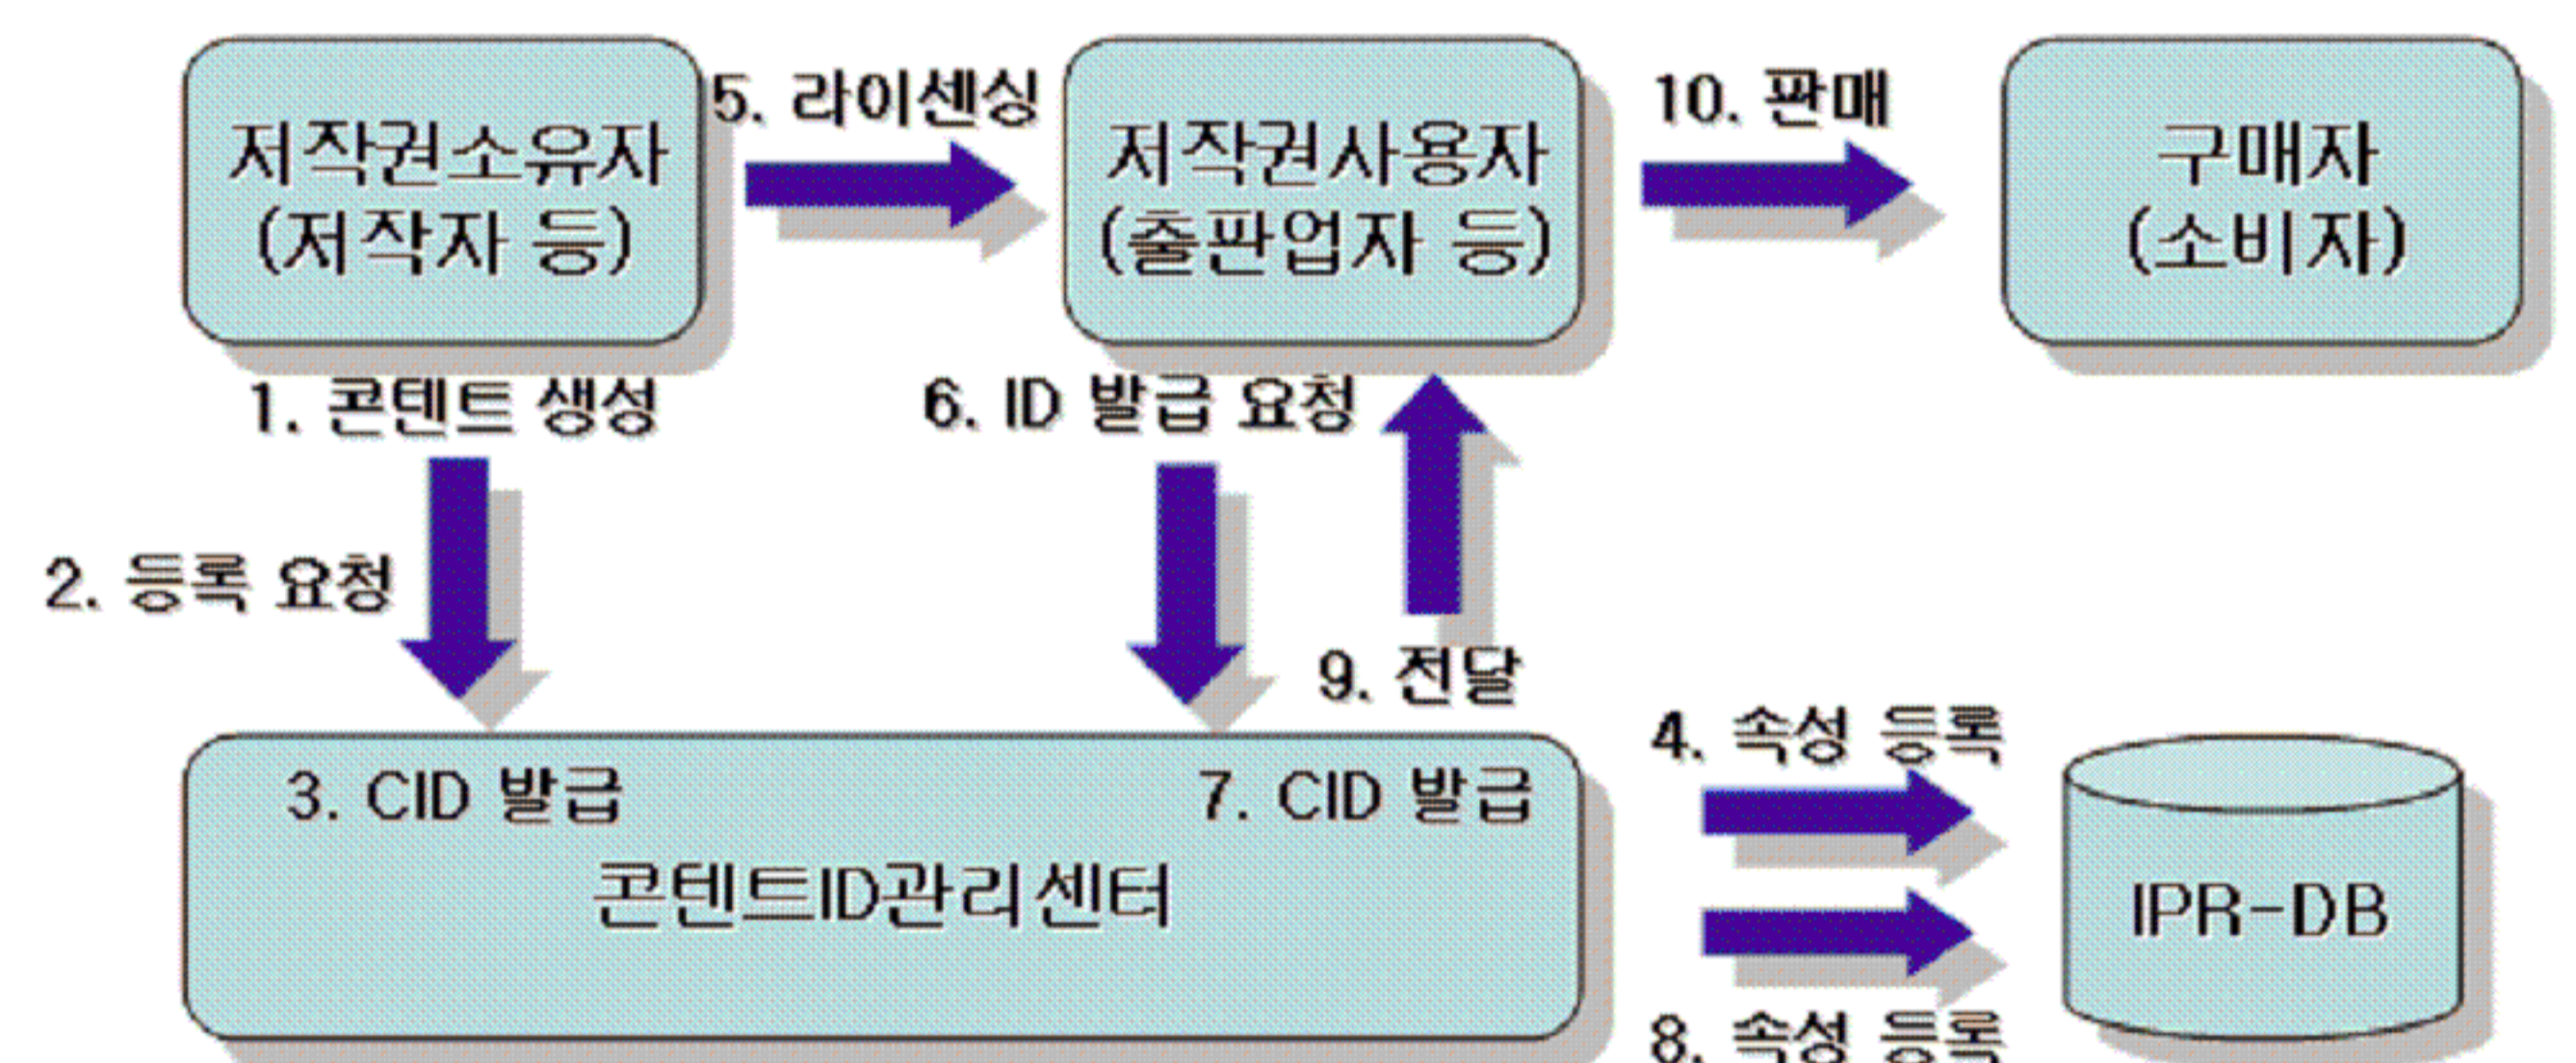 5. 라이센싱
10. 판매
저작권소유자
(저작자 등)
저작권사용자
(출판업자 등)
구매자
(소비자)
1. 콘텐트 생성
6. ID 발급 요청
2. 등록 요청
9. 전달
4. 속성 등록
3. CID 발급
7. CID 발급
콘텐트ID관리센터
IPR-DB
8. 속성 등록